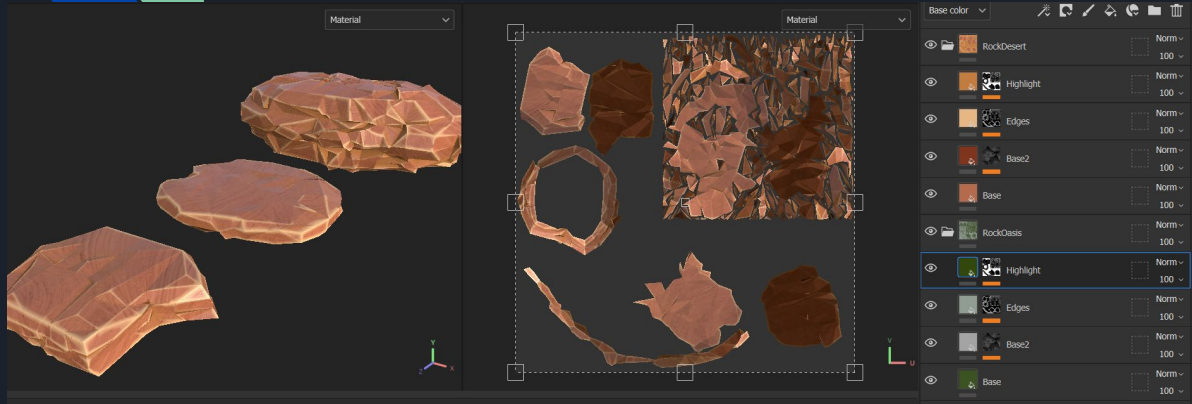 Material
Material
Base color
RockDesert
Norm
100
Highlight
Norm
100
Edges
Norm
100
Base2
Norm
100
Base
Norm
100
RockOasis
Norm
100
Highlight
Norm
100
Edges
Norm
100
Base2
Norm
100
Base
Norm
100
Y
Z
X
V
U